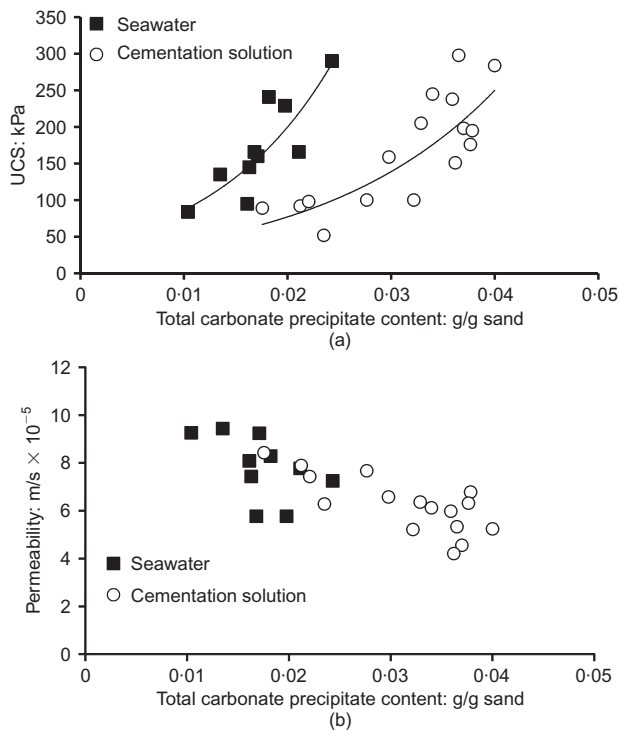 350
Seawater
300
Cementation solution
250
200
150
100
50
0
UCS: kPa
0 0·01 0·02 0·03 0·04 0·05
Total carbonate precipitate content: g/g sand
(a)
12
10
8
6
4
2
0
Permeability: m/s × 10⁻⁵
Seawater
Cementation solution
0 0·01 0·02 0·03 0·04 0·05
Total carbonate precipitate content: g/g sand
(b)